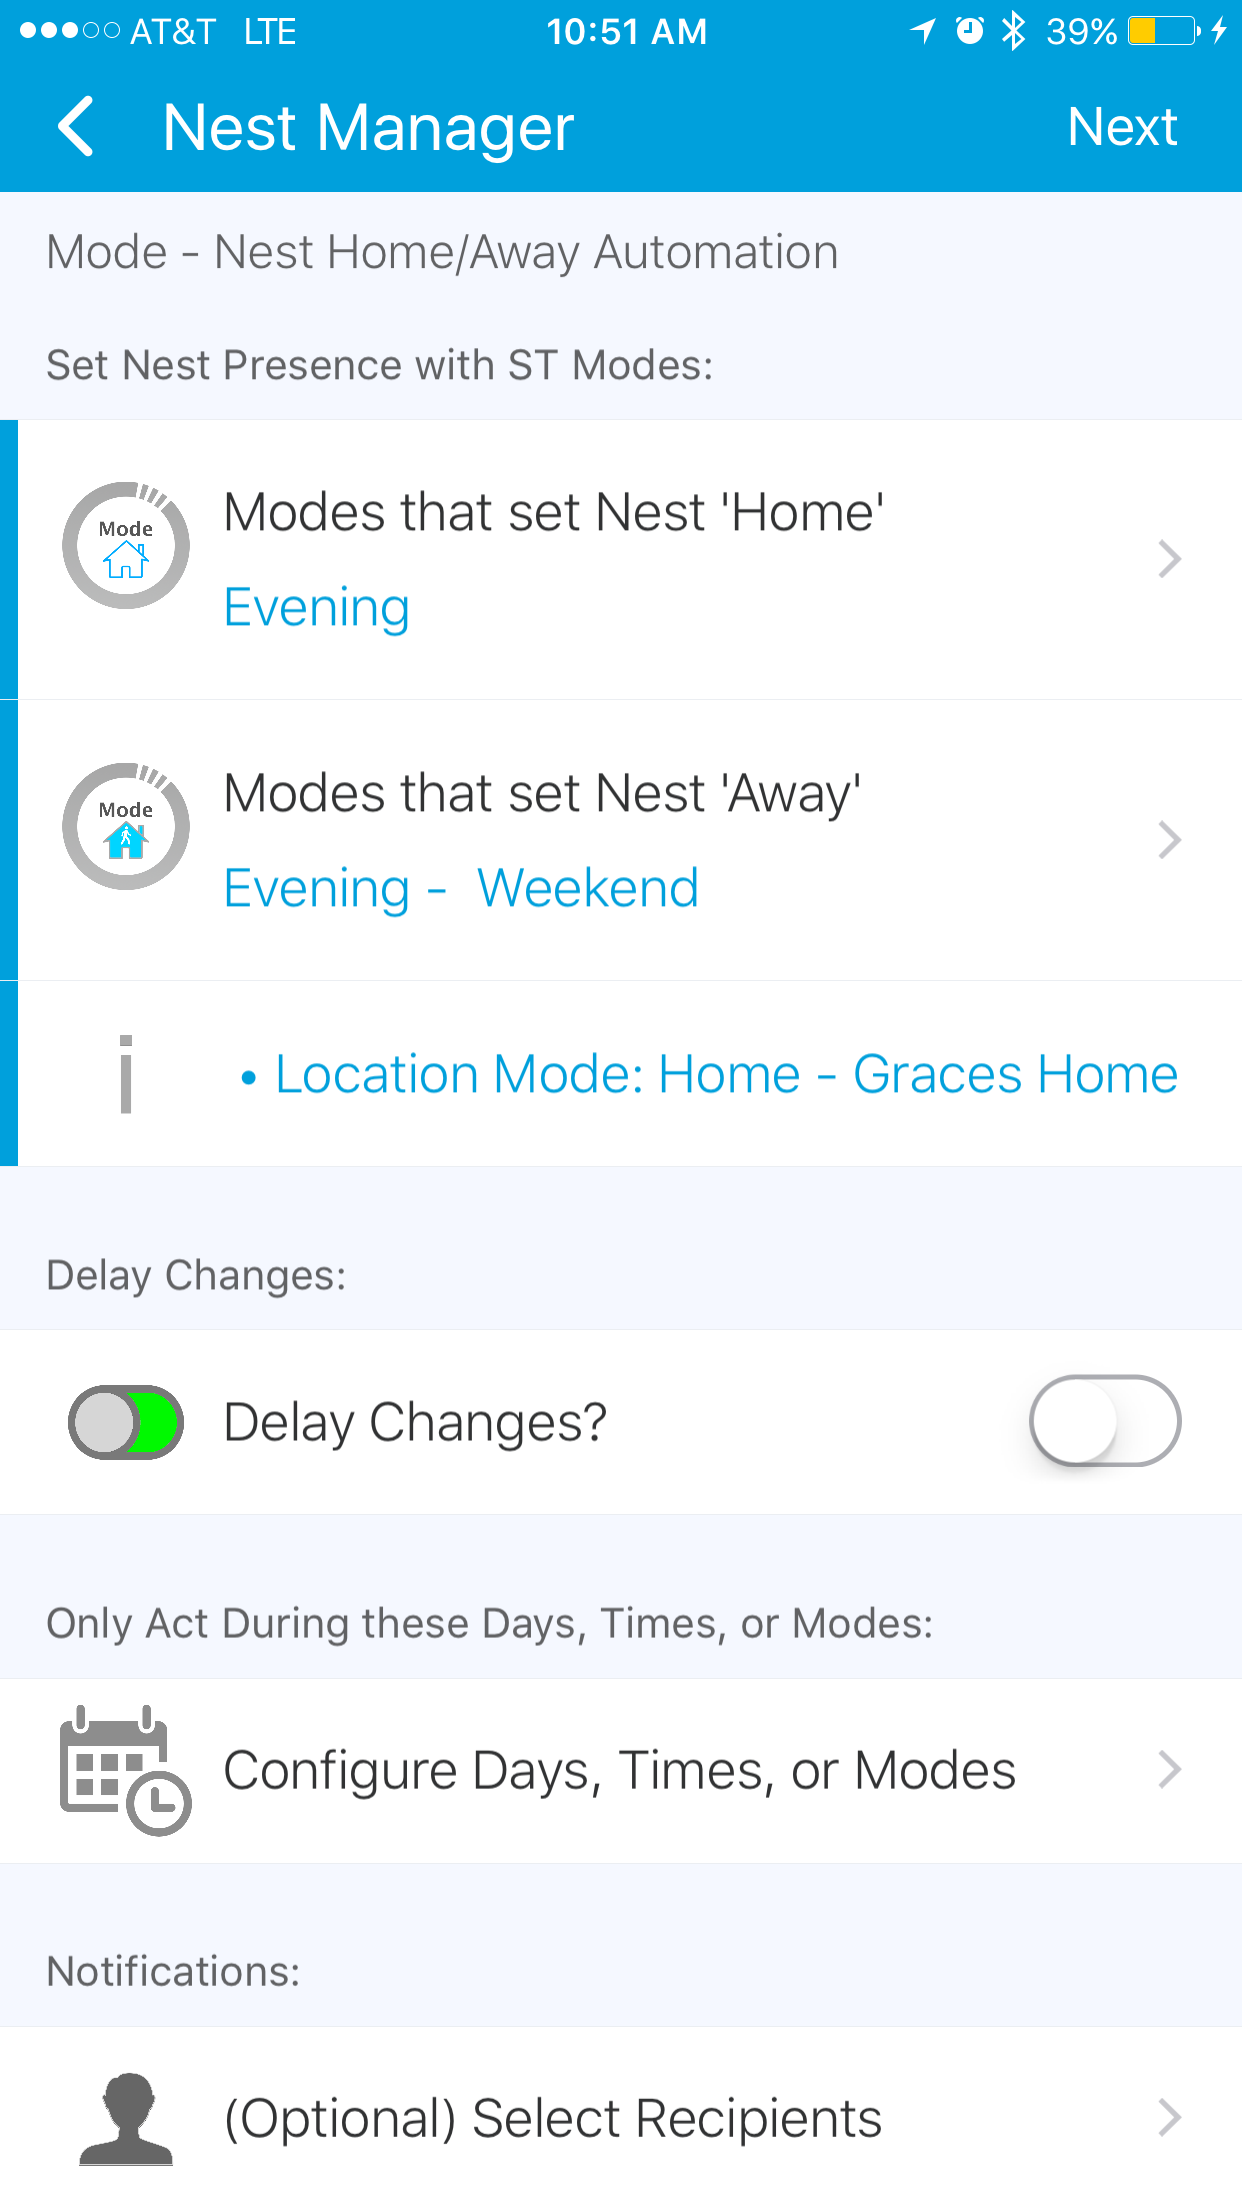 AT&T LTE 10:51 AM 39%
Nest Manager Next
Mode - Nest Home/Away Automation
Set Nest Presence with ST Modes:
Mode
Modes that set Nest 'Home'
Evening
Mode
Modes that set Nest 'Away'
Evening -  Weekend
• Location Mode: Home - Graces Home
Delay Changes:
Delay Changes?
Only Act During these Days, Times, or Modes:
Configure Days, Times, or Modes
Notifications:
(Optional) Select Recipients